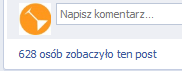 Napisz komentarz...
628 osób zobaczyło ten post